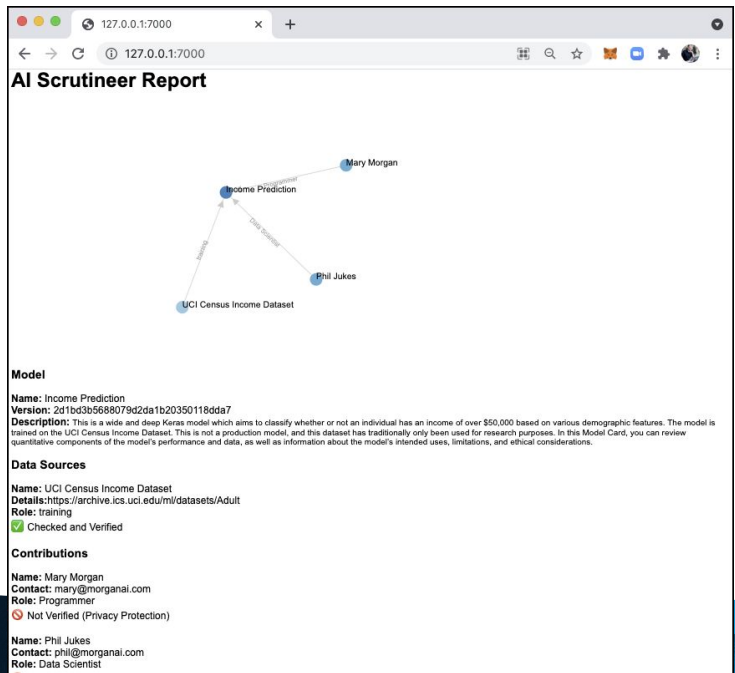 127.0.0.1:7000
127.0.0.1:7000
AI Scrutineer Report
Mary Morgan
Programmer
Income Prediction
Data Scientist
training
Phil Jukes
UCI Census Income Dataset
Model
Name: Income Prediction
Version: 2d1bd3b5688079d2da1b20350118dda7
Description: This is a wide and deep Keras model which aims to classify whether or not an individual has an income of over $50,000 based on various demographic features. The model is
trained on the UCI Census Income Dataset. This is not a production model, and this dataset has traditionally only been used for research purposes. In this Model Card, you can review
quantitative components of the model's performance and data, as well as information about the model's intended uses, limitations, and ethical considerations.
Data Sources
Name: UCI Census Income Dataset
Details:https://archive.ics.uci.edu/ml/datasets/Adult
Role: training
Checked and Verified
Contributions
Name: Mary Morgan
Contact: mary@morganai.com
Role: Programmer
Not Verified (Privacy Protection)
Name: Phil Jukes
Contact: phil@morganai.com
Role: Data Scientist